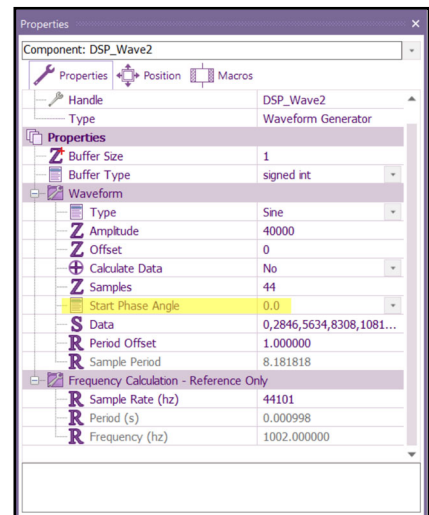 Properties
Component: DSP_Wave2
Properties Position Macros
Handle DSP_Wave2
Type Waveform Generator
Properties
Buffer Size 1
Buffer Type signed int
Waveform
Type Sine
Amplitude 40000
Offset 0
Calculate Data No
Samples 44
Start Phase Angle 0.0
Data 0,2846,5634,8308,1081...
Period Offset 1.000000
Sample Period 8.181818
Frequency Calculation - Reference Only
Sample Rate (hz) 44101
Period (s) 0.000998
Frequency (hz) 1002.000000